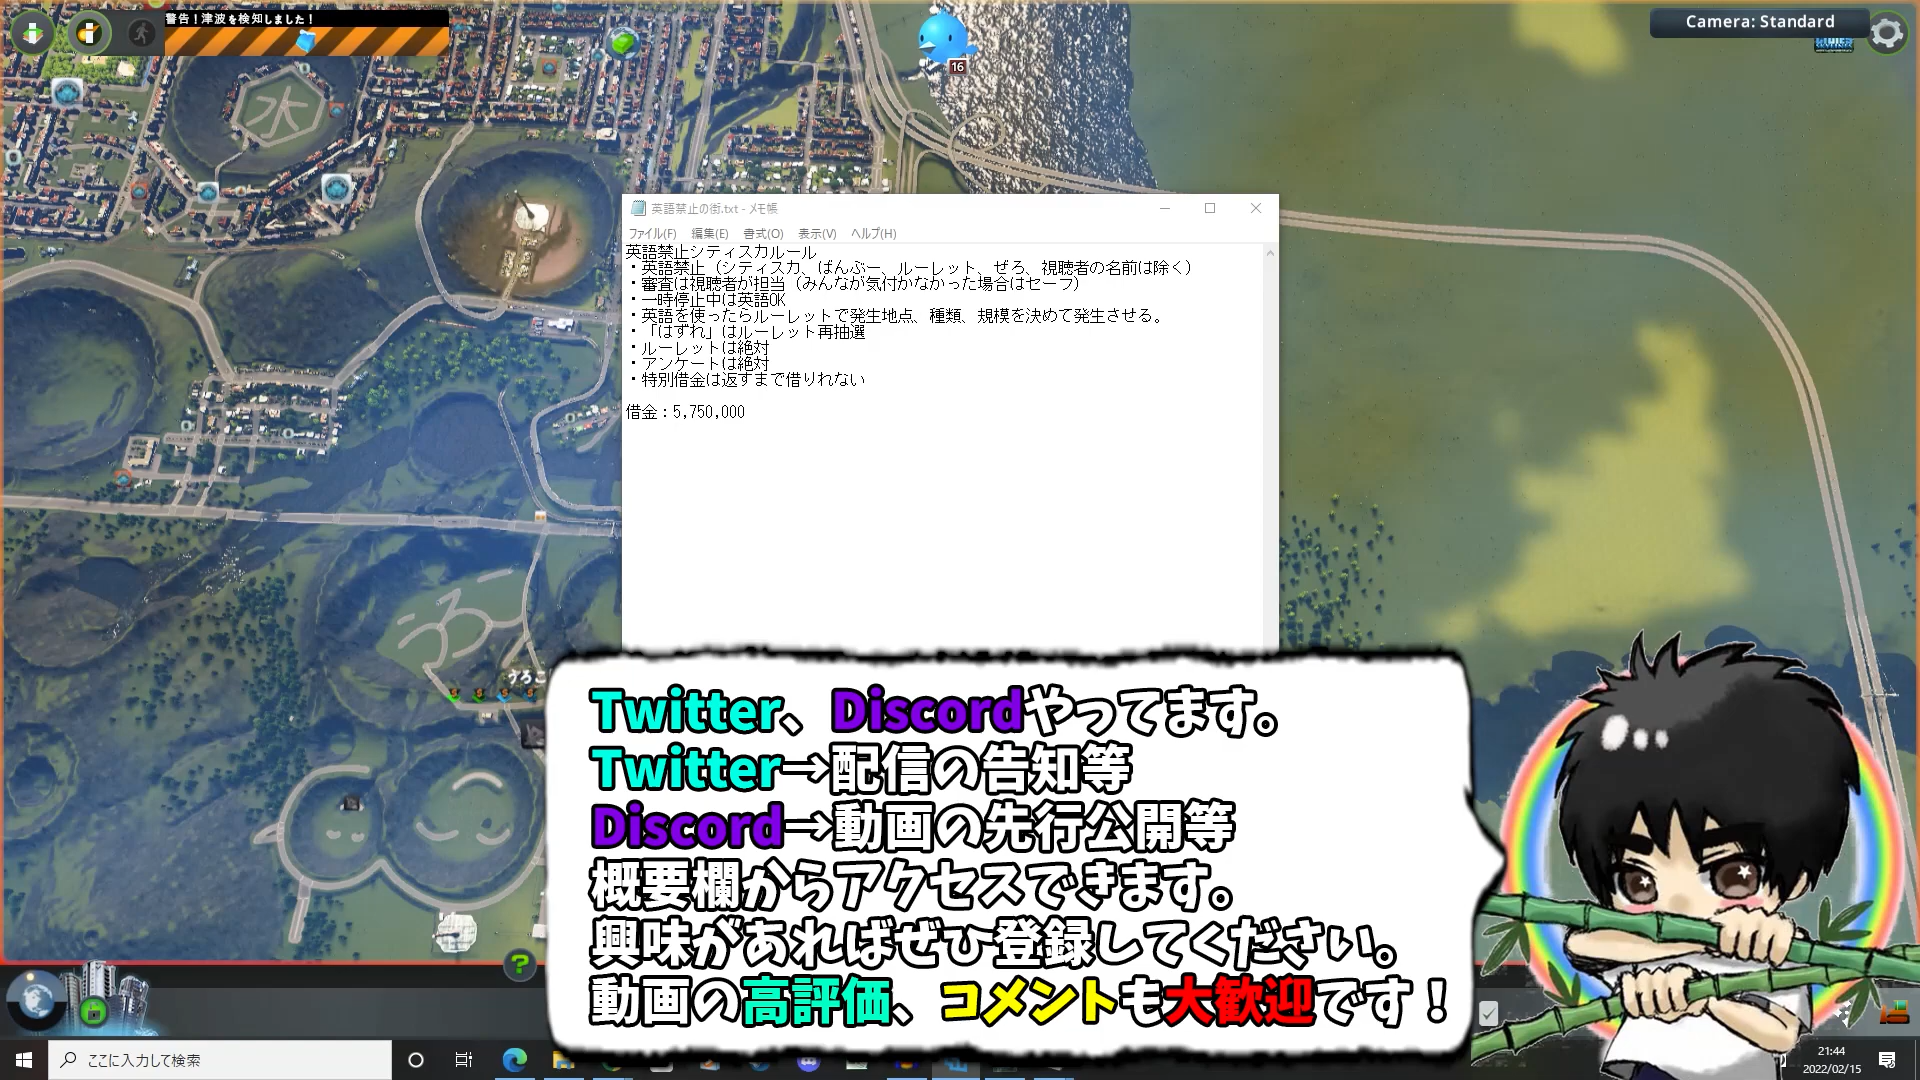 警告！津波を検知しました！
16
Camera: Standard
水
英語禁止の街.txt - メモ帳
ファイル(F) 編集(E) 書式(O) 表示(V) ヘルプ(H)
英語禁止シティスカルール
・英語禁止（シティスカ、ばんぶー、ルーレット、ぜろ、視聴者の名前は除く）
・審査は視聴者が担当（みんなが気付かなかった場合はセーフ）
・一時停止中は英語OK
・英語を使ったらルーレットで発生地点、種類、規模を決めて発生させる。
・「はずれ」はルーレット再抽選
・ルーレットは絶対
・アンケートは絶対
・特別借金は返すまで借りれない
借金：5,750,000
うろこ
Twitter、Discordやってます。
Twitter→配信の告知等
Discord→動画の先行公開等
概要欄からアクセスできます。
興味があればぜひ登録してください。
動画の高評価、コメントも大歓迎です！
?
ここに入力して検索
21:44
2022/02/15